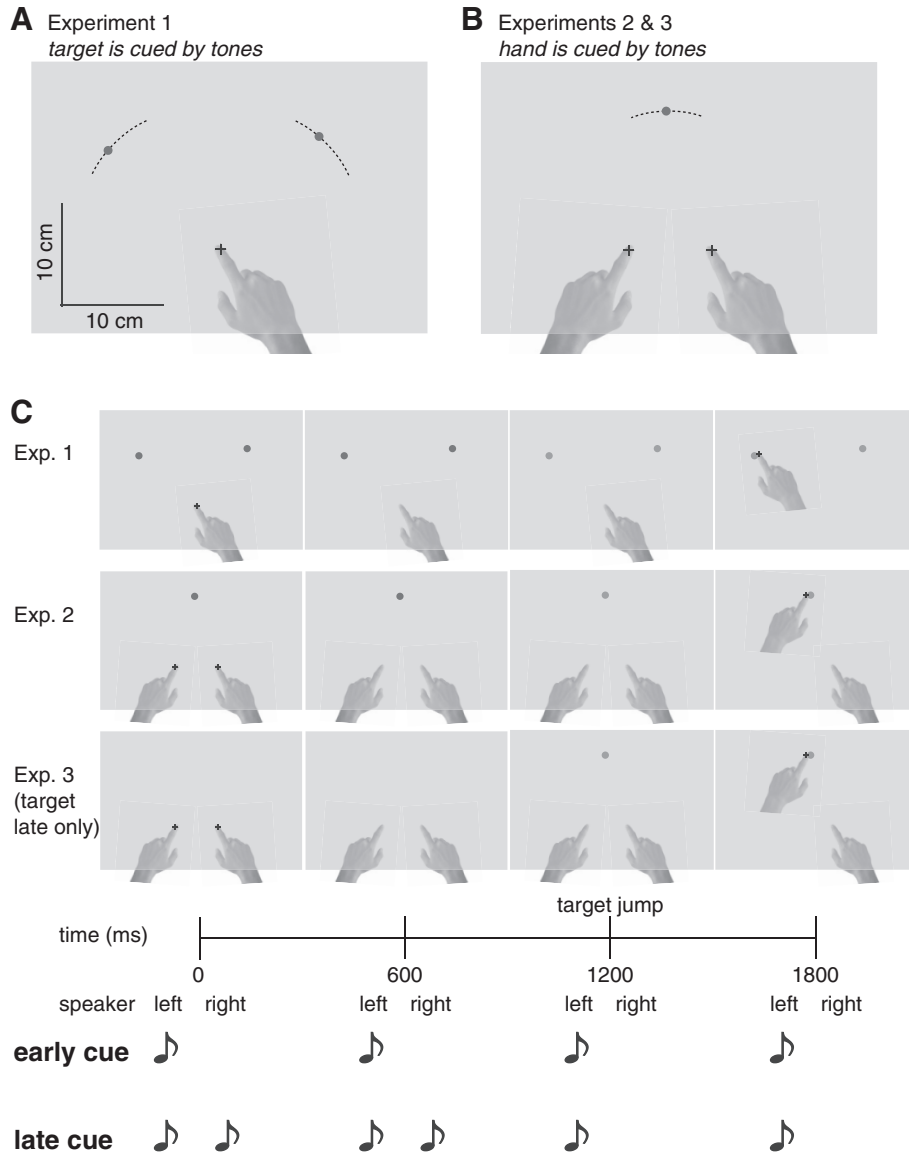 A Experiment 1
target is cued by tones
10 cm
10 cm
B Experiments 2 & 3
hand is cued by tones
C
Exp. 1
Exp. 2
Exp. 3
(target
late only)
target jump
time (ms)
0 600 1200 1800
speaker left right left right left right left right
early cue
late cue